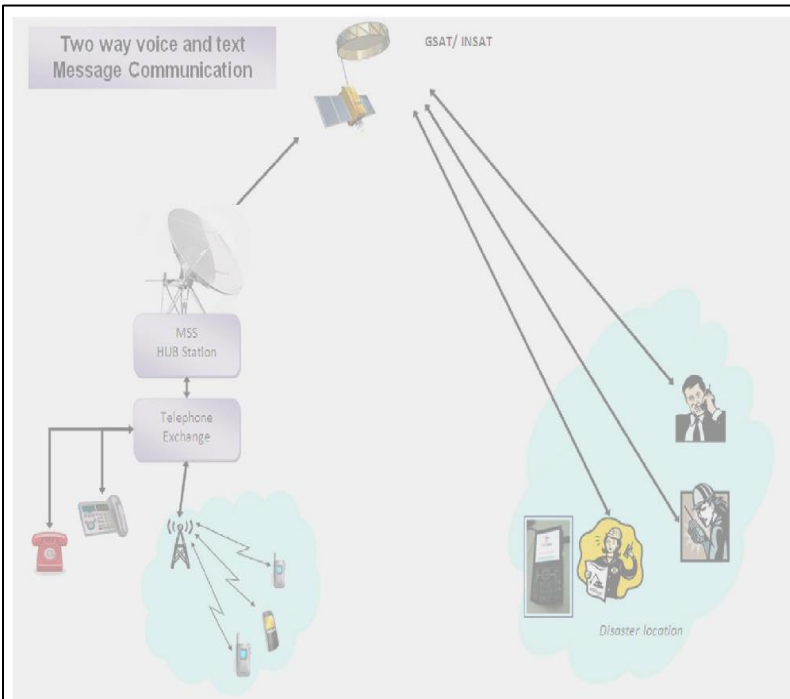 Two way voice and text
Message Communication
GSAT/ INSAT
MSS
HUB Station
Telephone
Exchange
Disaster location